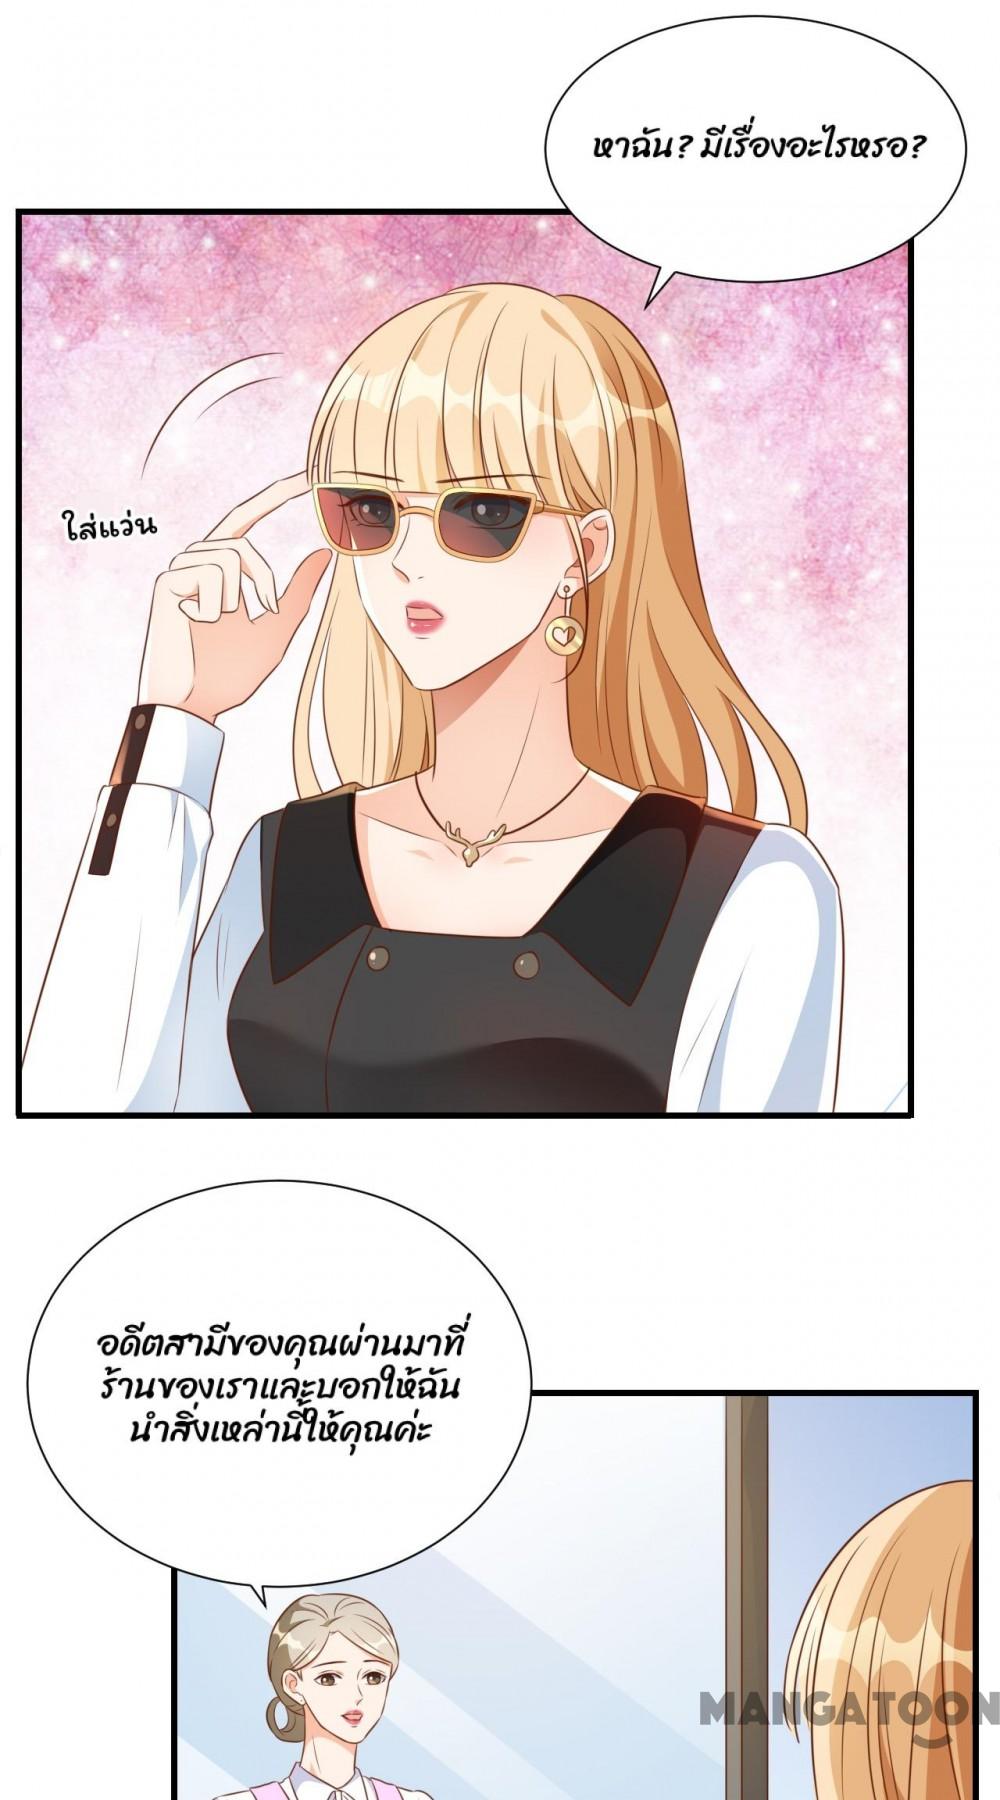 หาฉัน? มีเรื่องอะไรหรอ?
ใส่แว่น
อดีตสามีของคุณผ่านมาที่
ร้านของเราและบอกให้ฉัน
นำสิ่งเหล่านี้ให้คุณค่ะ
MANGATOON